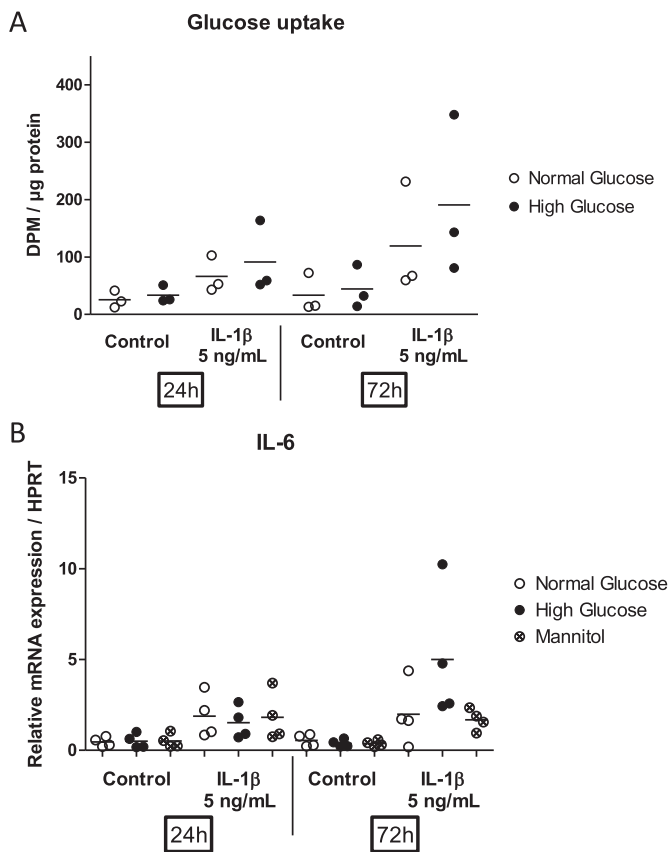 A
Glucose uptake
DPM / µg protein
400
300
200
100
0
Normal Glucose
High Glucose
Control
IL-1β
5 ng/mL
Control
IL-1β
5 ng/mL
24h
72h
B
IL-6
Relative mRNA expression / HPRT
15
10
5
0
Normal Glucose
High Glucose
Mannitol
Control
IL-1β
5 ng/mL
Control
IL-1β
5 ng/mL
24h
72h